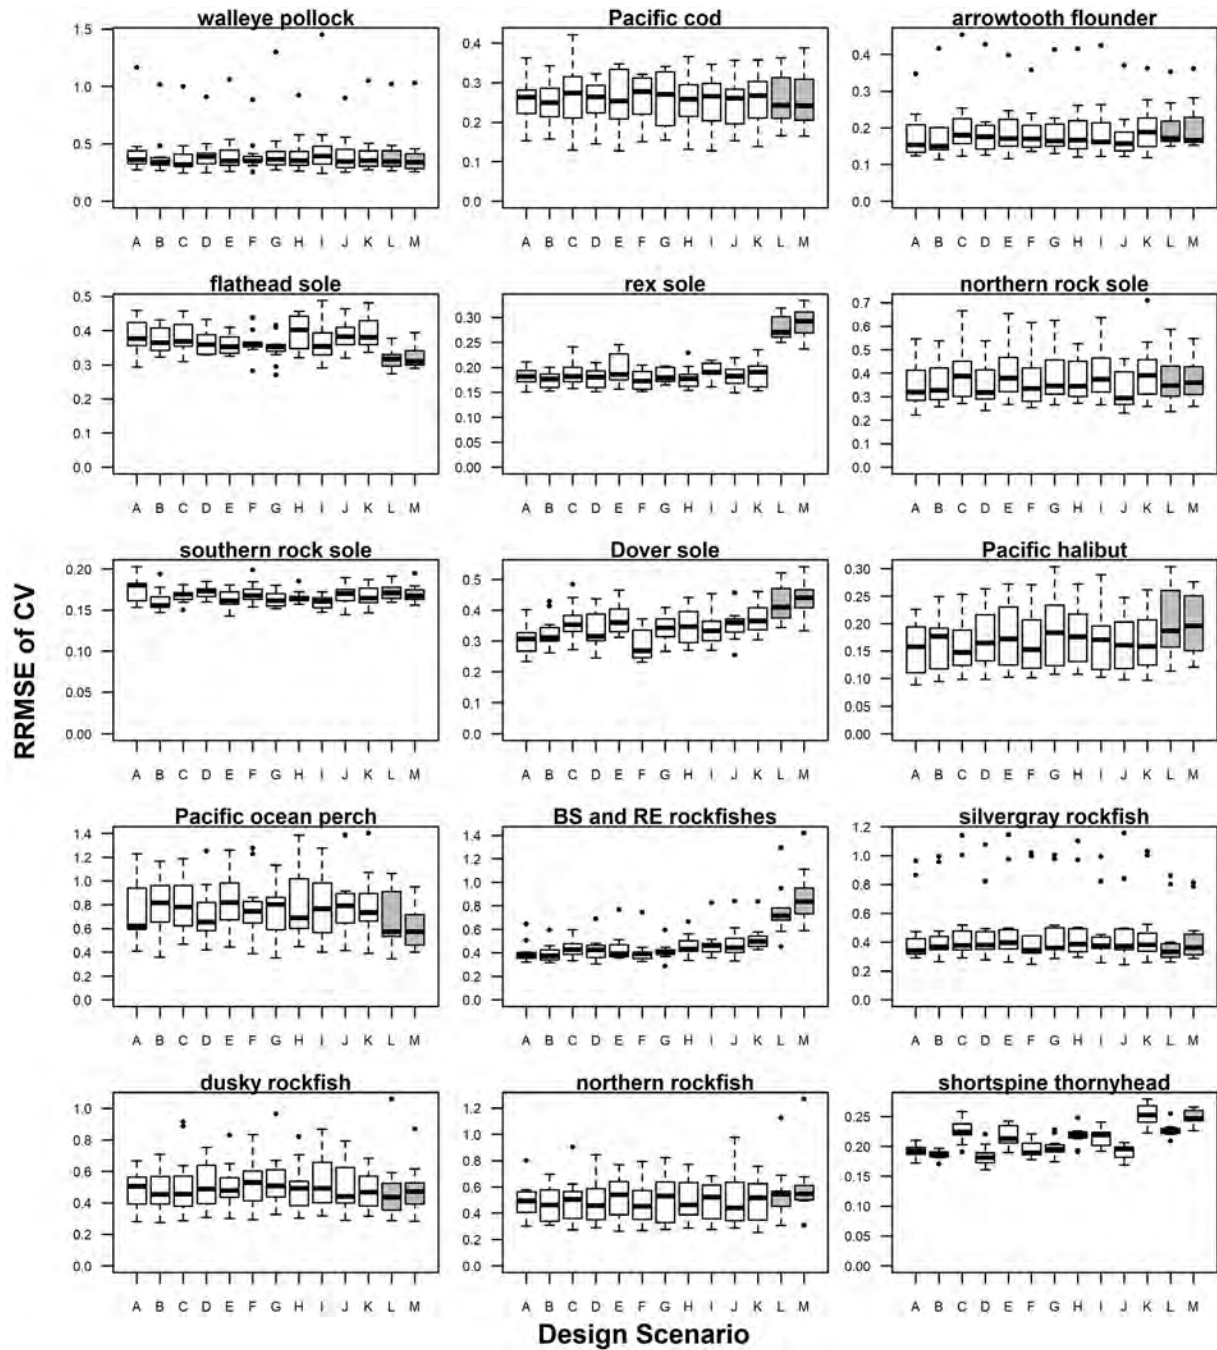 walleye pollock
Pacific cod
arrowtooth flounder
1.5
1.0
0.5
0.0
0.4
0.3
0.2
0.1
0.0
0.4
0.3
0.2
0.1
0.0
A B C D E F G H I J K L M
A B C D E F G H I J K L M
A B C D E F G H I J K L M
flathead sole
rex sole
northern rock sole
0.5
0.4
0.3
0.2
0.1
0.0
0.30
0.25
0.20
0.15
0.10
0.05
0.00
0.7
0.6
0.5
0.4
0.3
0.2
0.1
0.0
A B C D E F G H I J K L M
A B C D E F G H I J K L M
A B C D E F G H I J K L M
southern rock sole
Dover sole
Pacific halibut
0.20
0.15
0.10
0.05
0.00
0.5
0.4
0.3
0.2
0.1
0.0
0.30
0.25
0.20
0.15
0.10
0.05
0.00
A B C D E F G H I J K L M
A B C D E F G H I J K L M
A B C D E F G H I J K L M
RRMSE of CV
Pacific ocean perch
BS and RE rockfishes
silvergray rockfish
1.4
1.2
1.0
0.8
0.6
0.4
0.2
0.0
1.4
1.2
1.0
0.8
0.6
0.4
0.2
0.0
1.2
1.0
0.8
0.6
0.4
0.2
0.0
A B C D E F G H I J K L M
A B C D E F G H I J K L M
A B C D E F G H I J K L M
dusky rockfish
northern rockfish
shortspine thornyhead
1.0
0.8
0.6
0.4
0.2
0.0
1.2
1.0
0.8
0.6
0.4
0.2
0.0
0.25
0.20
0.15
0.10
0.05
0.00
A B C D E F G H I J K L M
A B C D E F G H I J K L M
A B C D E F G H I J K L M
Design Scenario